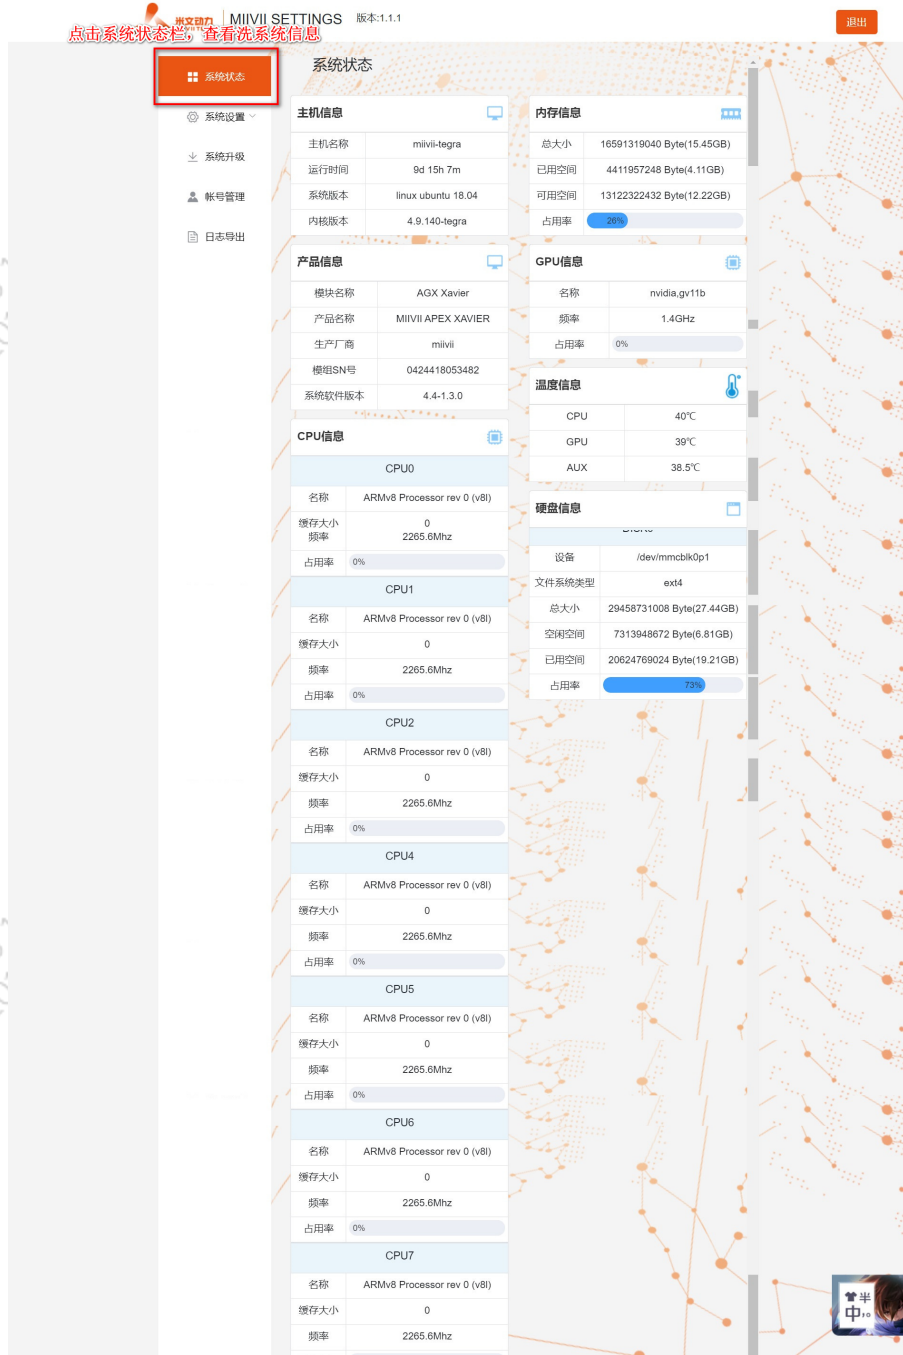 米文动力 MIIVII SETTINGS 版本:1.1.1 退出
点击系统状态栏，查看洗系统信息
系统状态
系统设置
系统升级
帐号管理
日志导出
系统状态
主机信息
主机名称 miivii-tegra
运行时间 9d 15h 7m
系统版本 linux ubuntu 18.04
内核版本 4.9.140-tegra
产品信息
模块名称 AGX Xavier
产品名称 MIIVII APEX XAVIER
生产厂商 miivii
模组SN号 0424418053482
系统软件版本 4.4-1.3.0
CPU信息
CPU0
名称 ARMv8 Processor rev 0 (v8l)
缓存大小 0
频率 2265.6Mhz
占用率 0%
CPU1
名称 ARMv8 Processor rev 0 (v8l)
缓存大小 0
频率 2265.6Mhz
占用率 0%
CPU2
名称 ARMv8 Processor rev 0 (v8l)
缓存大小 0
频率 2265.6Mhz
占用率 0%
CPU4
名称 ARMv8 Processor rev 0 (v8l)
缓存大小 0
频率 2265.6Mhz
占用率 0%
CPU5
名称 ARMv8 Processor rev 0 (v8l)
缓存大小 0
频率 2265.6Mhz
占用率 0%
CPU6
名称 ARMv8 Processor rev 0 (v8l)
缓存大小 0
频率 2265.6Mhz
占用率 0%
CPU7
名称 ARMv8 Processor rev 0 (v8l)
缓存大小 0
频率 2265.6Mhz
内存信息
总大小 16591319040 Byte(15.45GB)
已用空间 4411957248 Byte(4.11GB)
可用空间 13122322432 Byte(12.22GB)
占用率 26%
GPU信息
名称 nvidia,gv11b
频率 1.4GHz
占用率 0%
温度信息
CPU 40℃
GPU 39℃
AUX 38.5℃
硬盘信息
设备 /dev/mmcblk0p1
文件系统类型 ext4
总大小 29458731008 Byte(27.44GB)
空闲空间 7313948672 Byte(6.81GB)
已用空间 20624769024 Byte(19.21GB)
占用率 73%
半
中